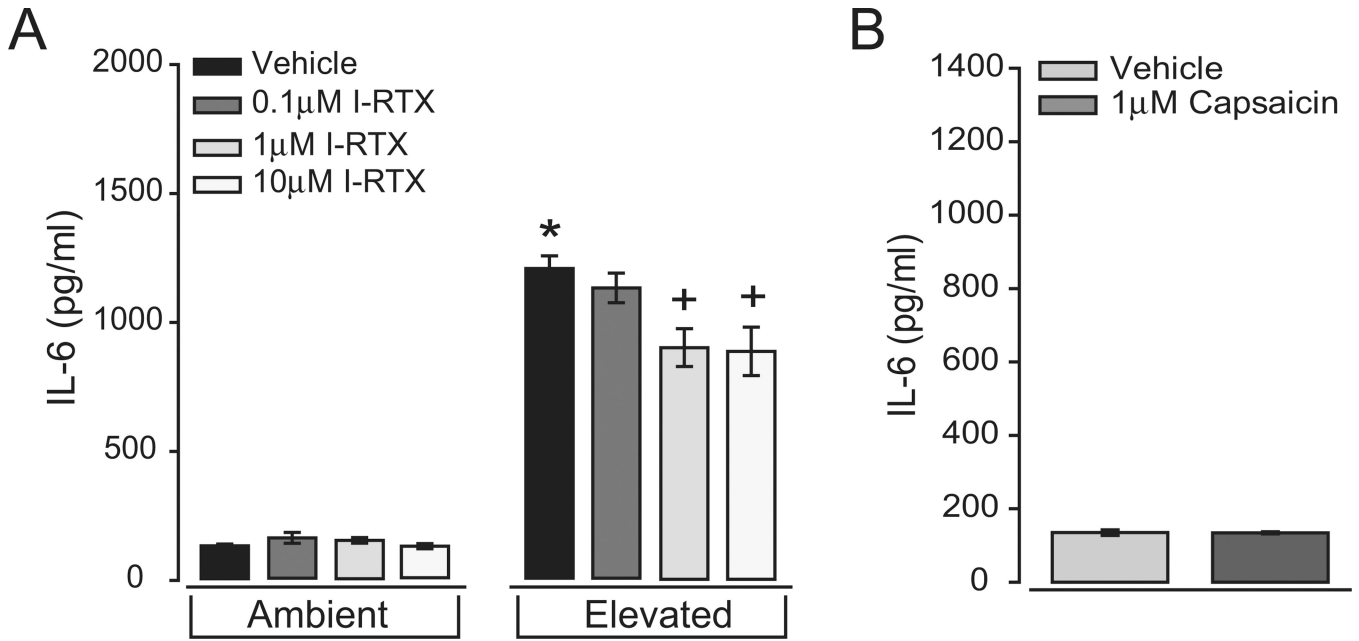 A
IL-6 (pg/ml)
2000
1500
1000
500
0
Vehicle
0.1μM I-RTX
1μM I-RTX
10μM I-RTX
*
+
+
Ambient
Elevated
B
IL-6 (pg/ml)
1400
1200
1000
800
600
400
200
0
Vehicle
1μM Capsaicin